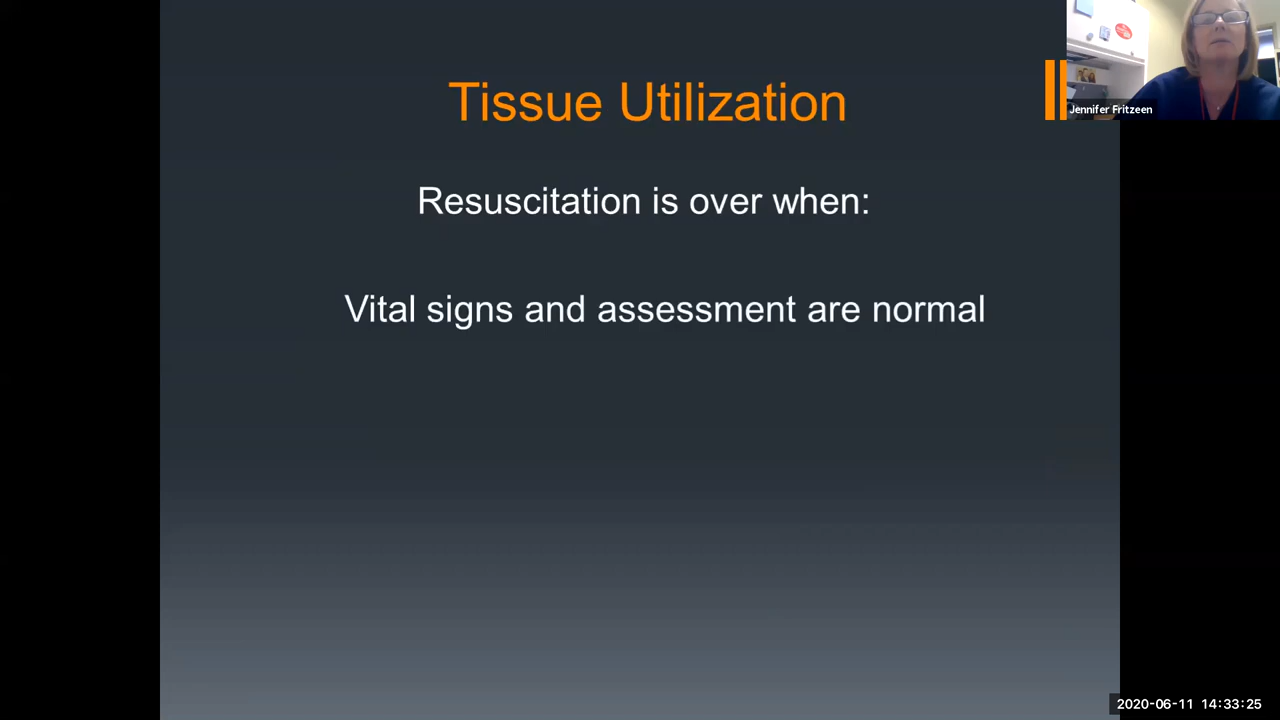 Tissue Utilization
Resuscitation is over when:
Vital signs and assessment are normal
Jennifer Fritzeen
2020-06-11 14:33:25